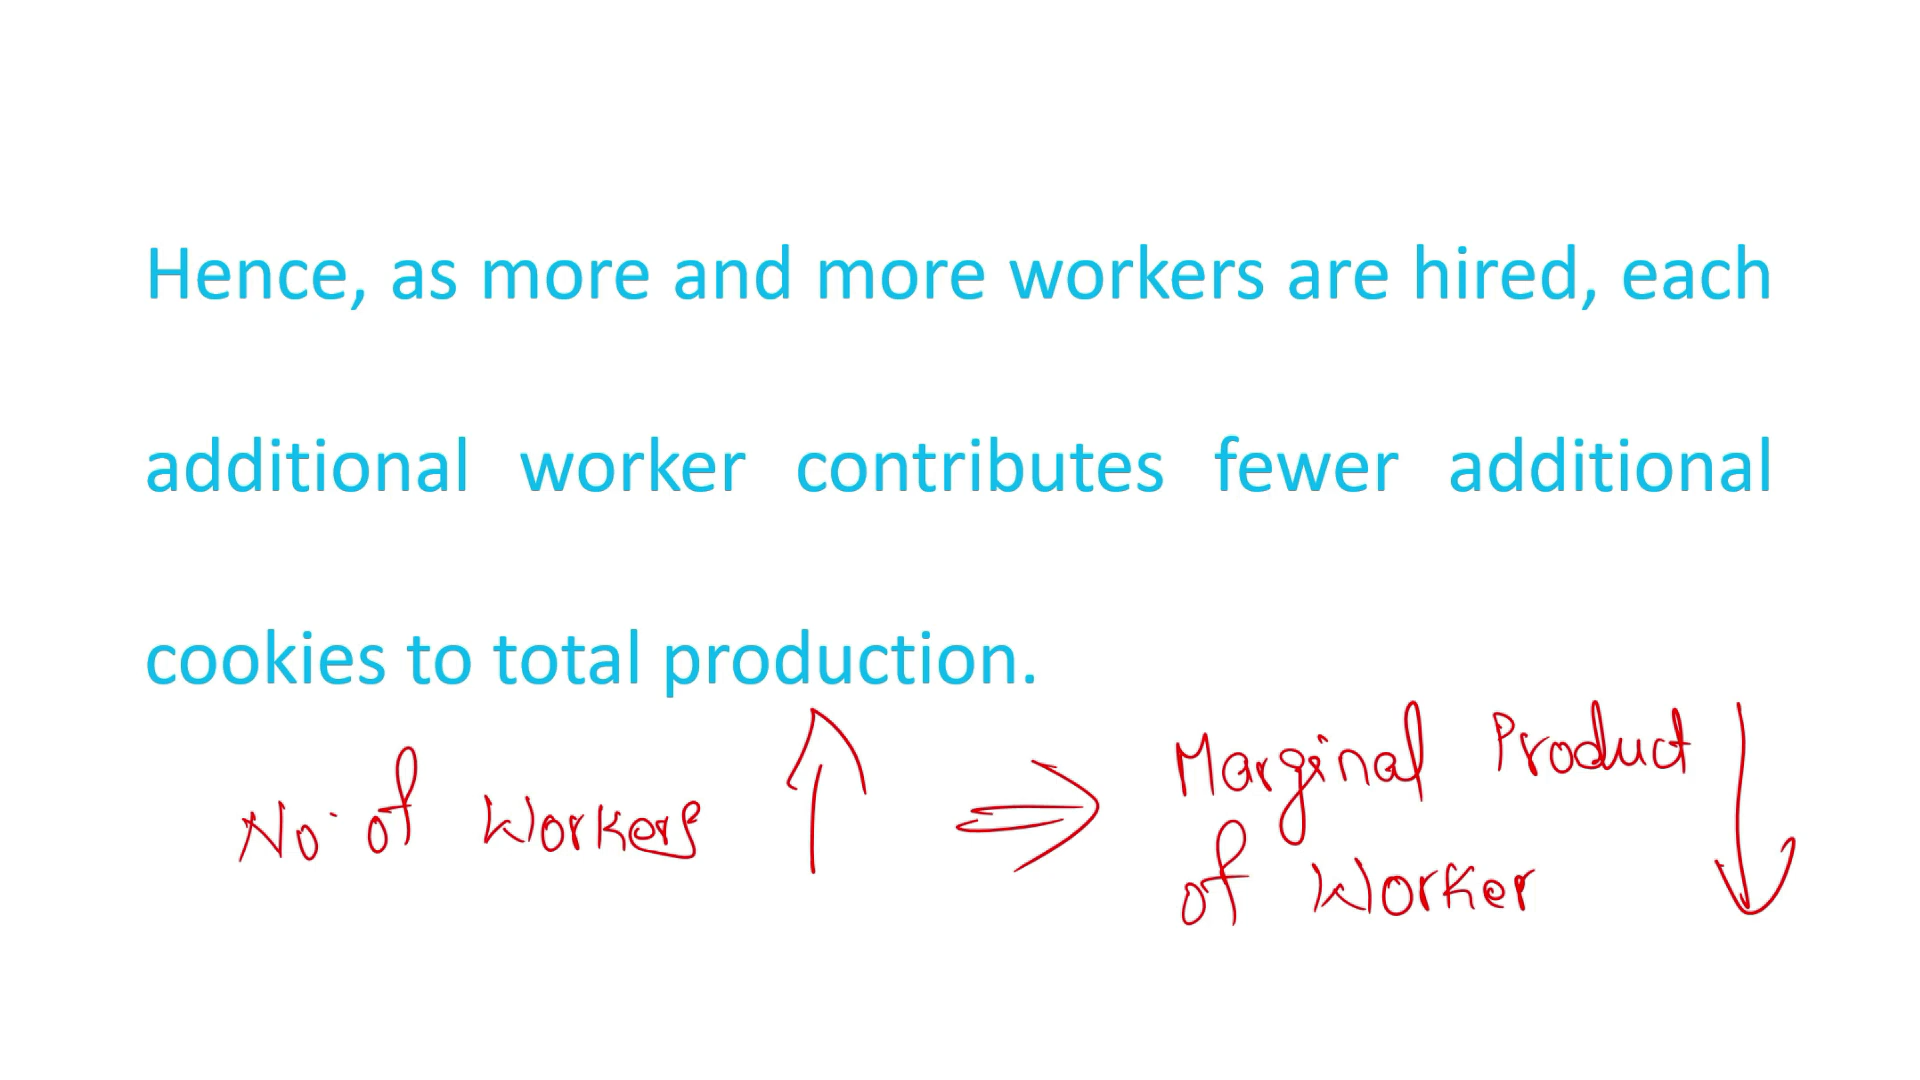 Hence, as more and more workers are hired, each
additional worker contributes fewer additional
cookies to total production.
No. of Workers ↑ ⇒ Marginal Product ↓
of Worker